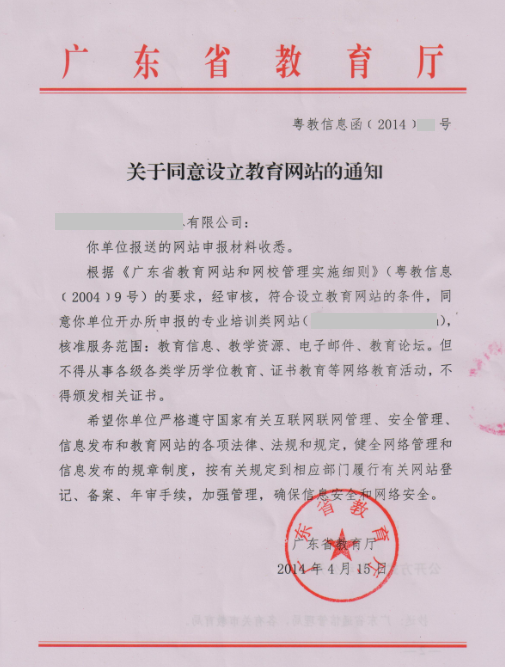 广东省教育厅
粤教信息函﹝2014﹞ 号
关于同意设立教育网站的通知
有限公司：
你单位报送的网站申报材料收悉。
根据《广东省教育网站和网校管理实施细则》（粤教信息
﹝2004﹞9号）的要求，经审核，符合设立教育网站的条件，同
意你单位开办所申报的专业培训类网站（ ），
核准服务范围：教育信息、教学资源、电子邮件、教育论坛。但
不得从事各级各类学历学位教育、证书教育等网络教育活动，不
得颁发相关证书。
希望你单位严格遵守国家有关互联网联网管理、安全管理、
信息发布和教育网站的各项法律、法规和规定，健全网络管理和
信息发布的规章制度，按有关规定到相应部门履行有关网站登
记、备案、年审手续，加强管理，确保信息安全和网络安全。
广东省教育厅
广东省教育厅
2014年4月15日